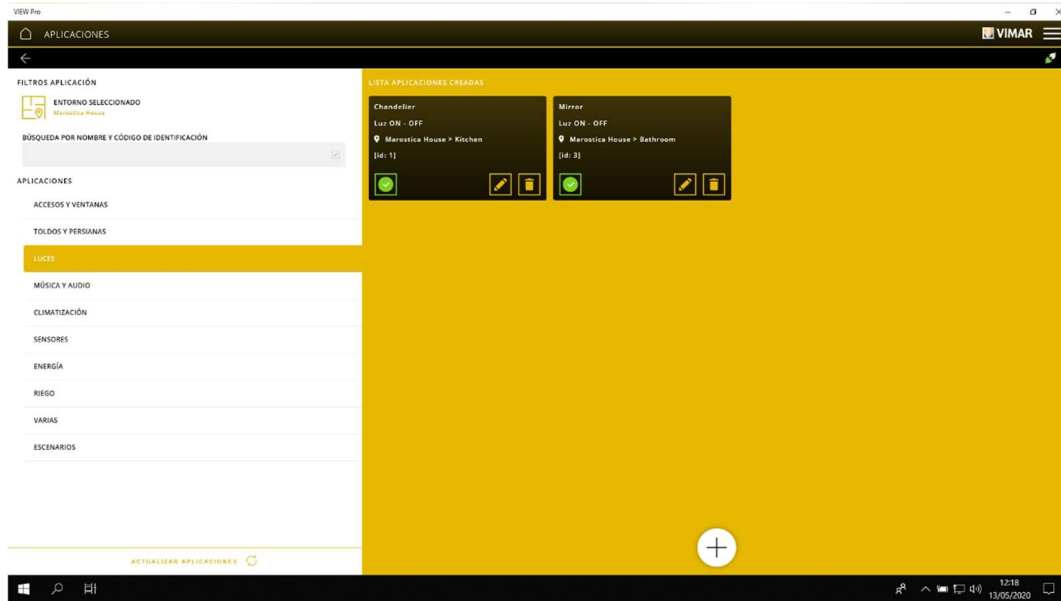 VIEW Pro
APLICACIONES
VIMAR
FILTROS APLICACIÓN
ENTORNO SELECCIONADO
Marostica House
BÚSQUEDA POR NOMBRE Y CÓDIGO DE IDENTIFICACIÓN
APLICACIONES
ACCESOS Y VENTANAS
TOLDOS Y PERSIANAS
LUCES
MÚSICA Y AUDIO
CLIMATIZACIÓN
SENSORES
ENERGÍA
RIEGO
VARIAS
ESCENARIOS
ACTUALIZAR APLICACIONES
LISTA APLICACIONES CREADAS
Chandelier
Luz ON - OFF
Marostica House > Kitchen
[id: 1]
Mirror
Luz ON - OFF
Marostica House > Bathroom
[id: 3]
12:18
13/05/2020